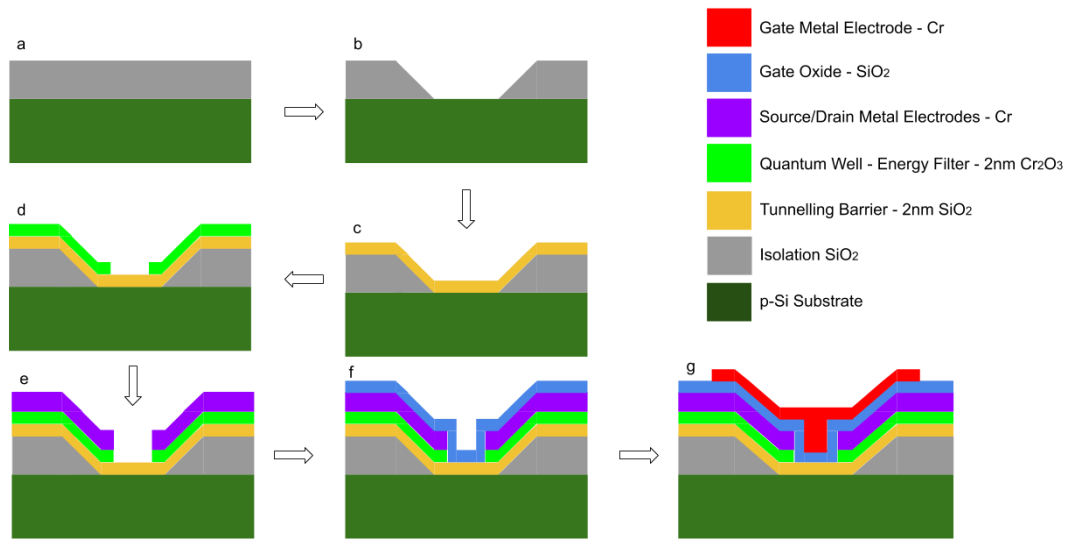 a
b
Gate Metal Electrode - Cr
Gate Oxide - SiO₂
Source/Drain Metal Electrodes - Cr
Quantum Well - Energy Filter - 2nm Cr₂O₃
Tunnelling Barrier - 2nm SiO₂
Isolation SiO₂
p-Si Substrate
d
c
e
f
g